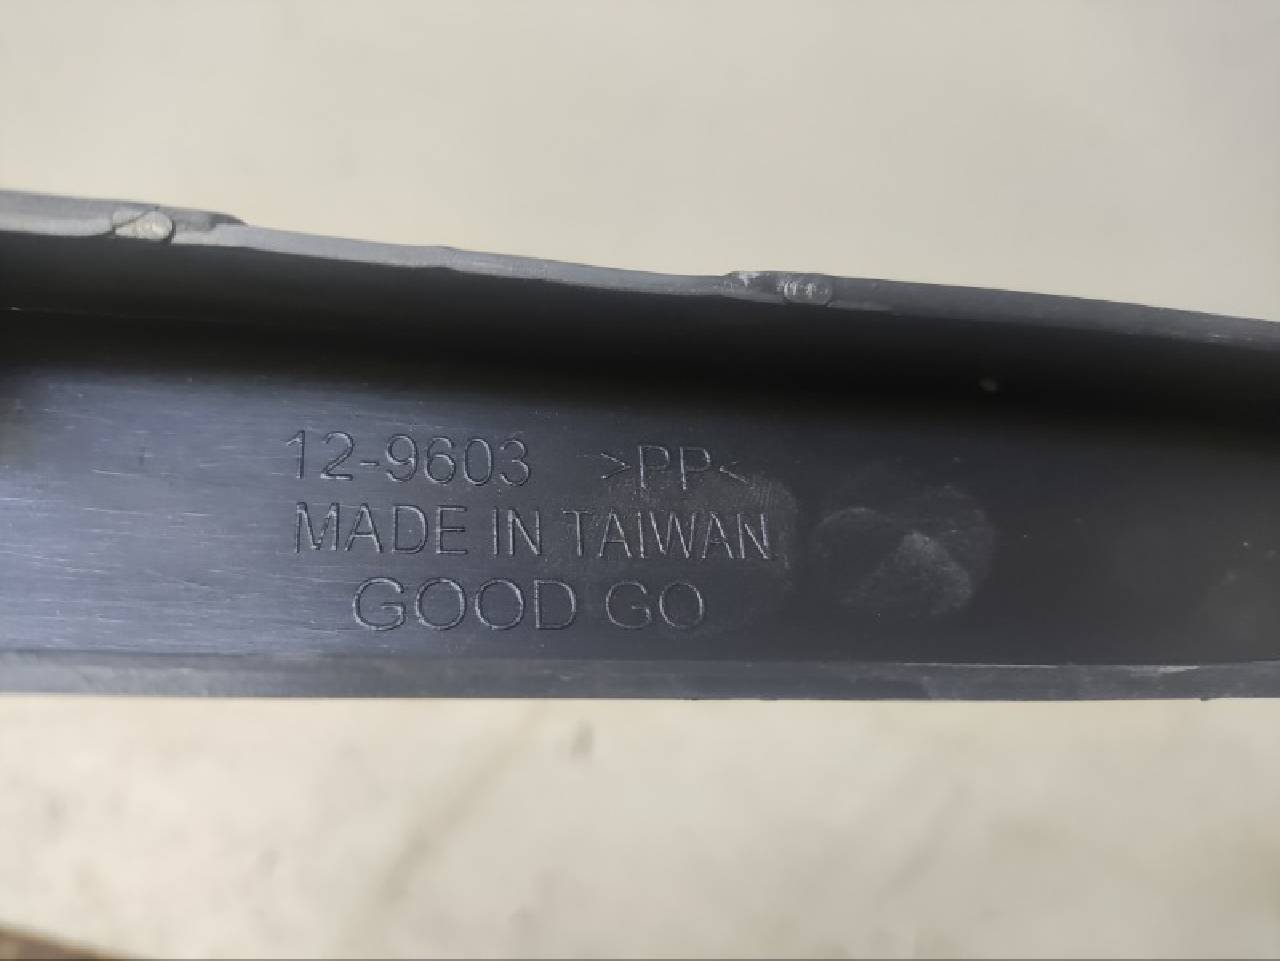 12-9603 >PP<
MADE IN TAIWAN
GOOD GO